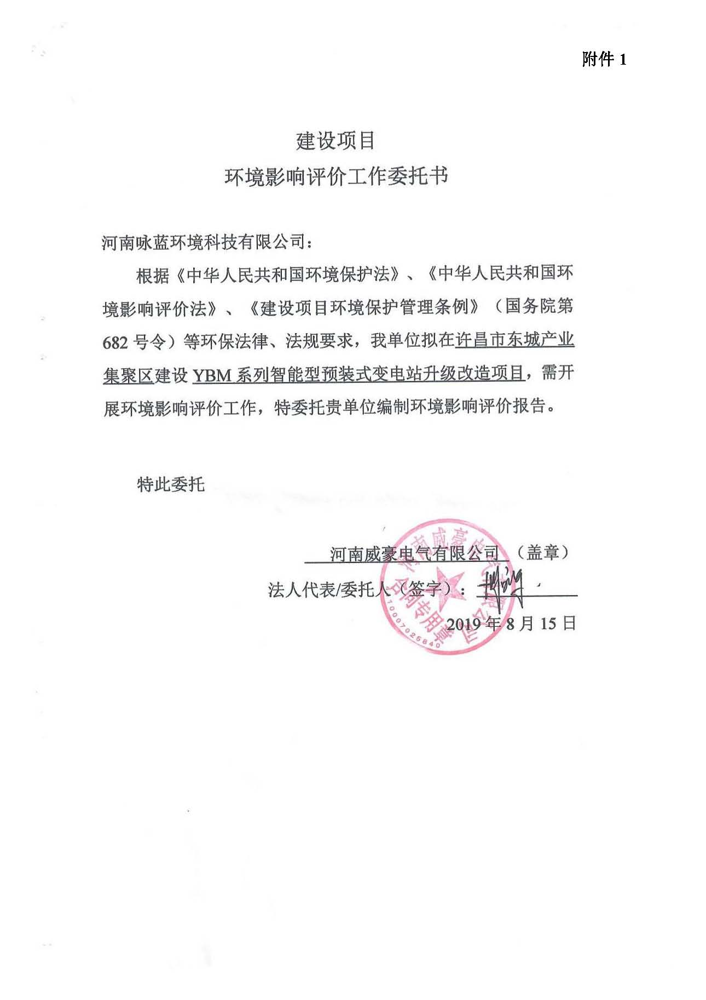 附件 1
建设项目
环境影响评价工作委托书
河南咏蓝环境科技有限公司：
根据《中华人民共和国环境保护法》、《中华人民共和国环
境影响评价法》、《建设项目环境保护管理条例》（国务院第
682 号令）等环保法律、法规要求，我单位拟在许昌市东城产业
集聚区建设 YBM 系列智能型预装式变电站升级改造项目，需开
展环境影响评价工作，特委托贵单位编制环境影响评价报告。
特此委托
河南威豪电气有限公司 （盖章）
法人代表/委托人（签字）：
2019 年 8 月 15 日
河南威豪电气有限公司
合同专用章